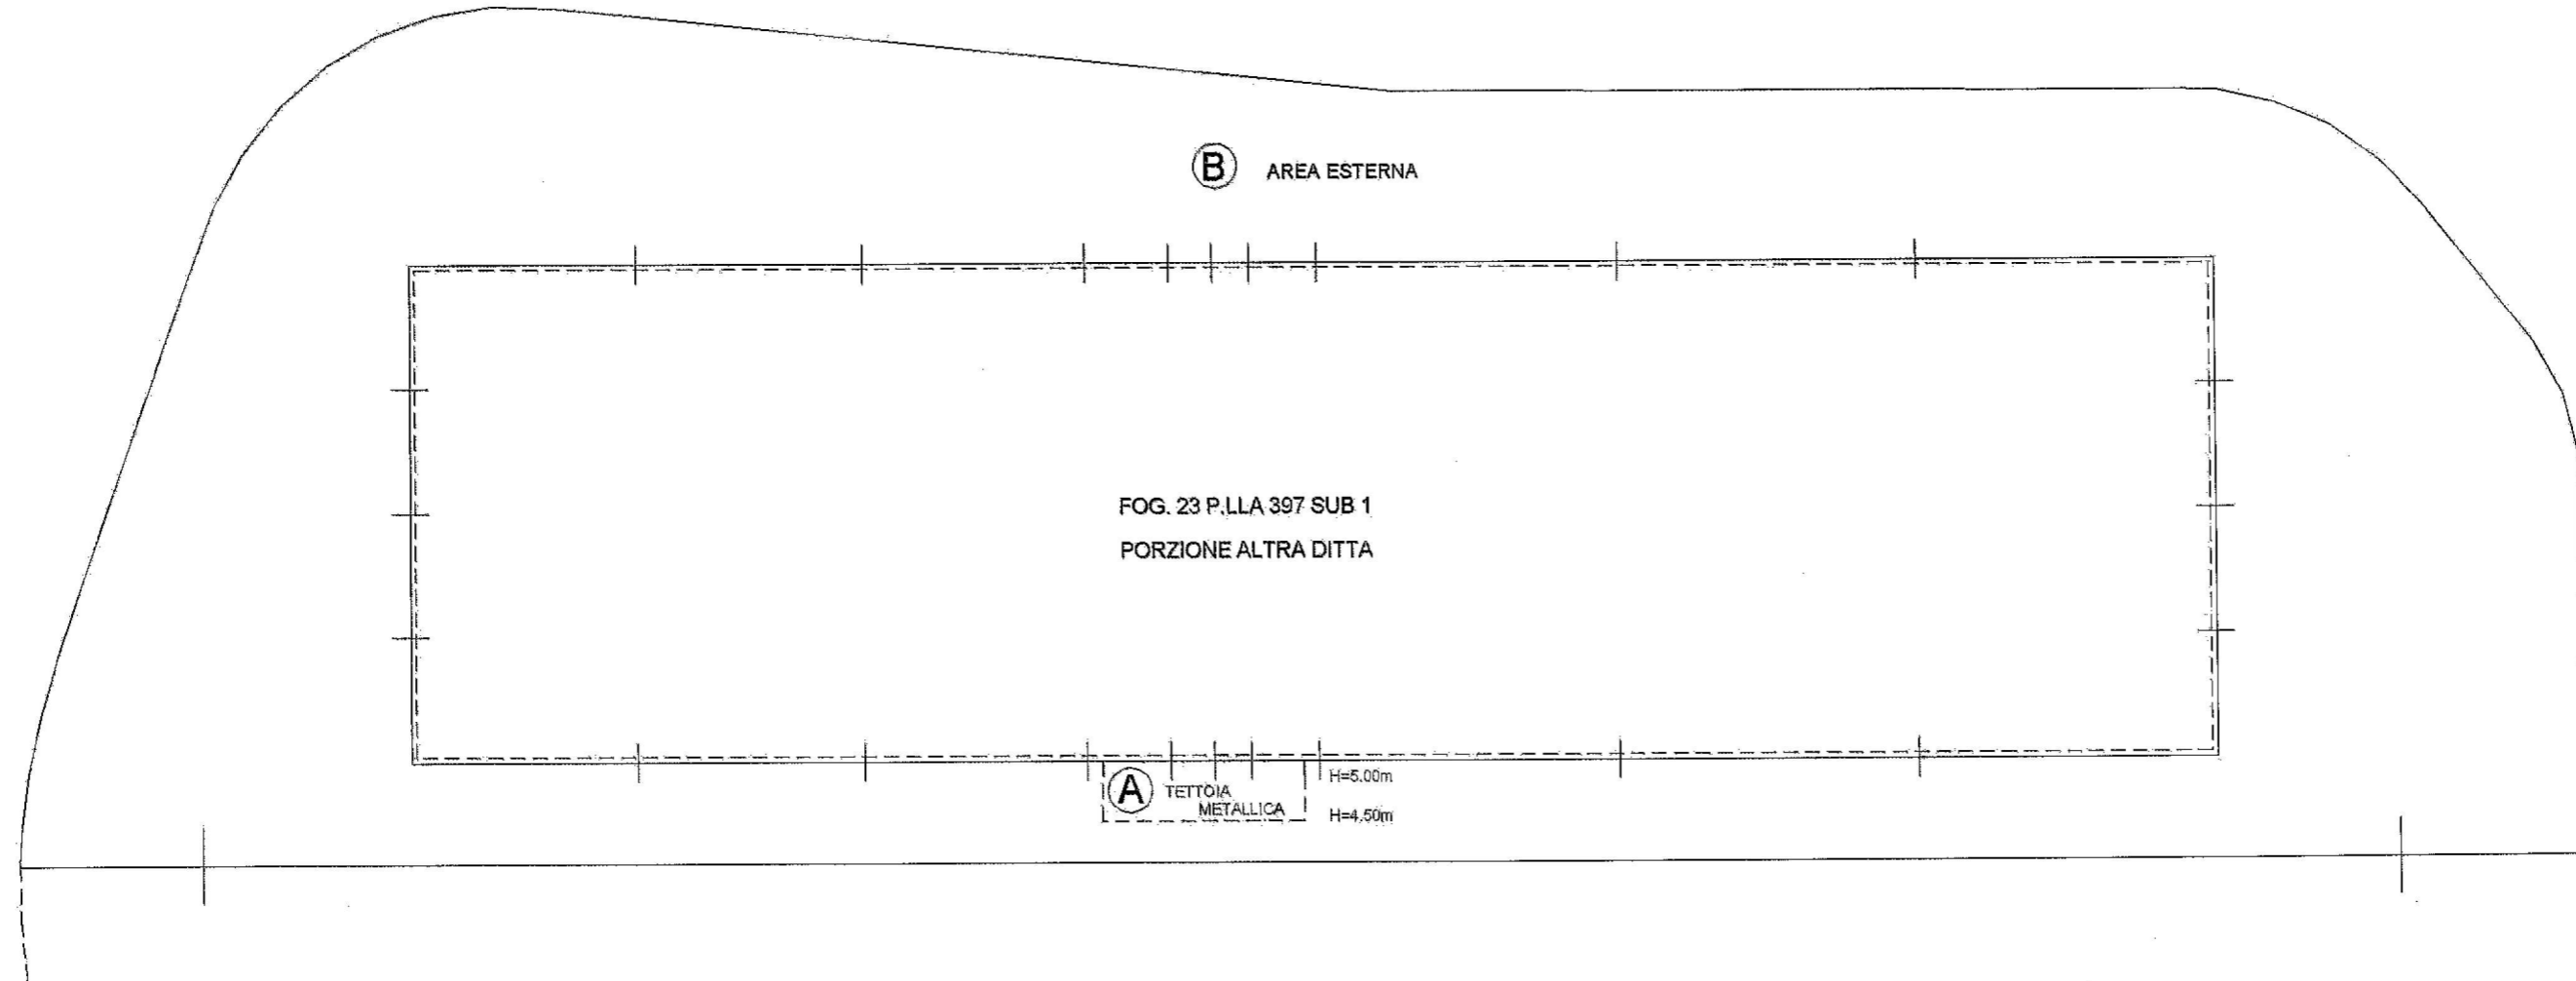 B AREA ESTERNA
FOG. 23 P.LLA 397 SUB 1
PORZIONE ALTRA DITTA
H=5.00m
A TETTOIA
METALLICA
H=4.50m